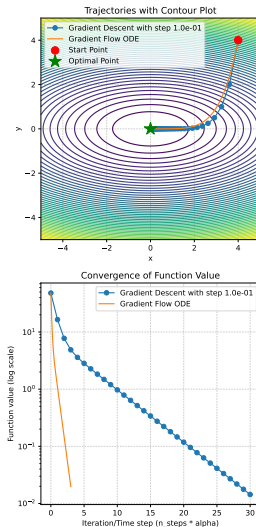 Trajectories with Contour Plot
Gradient Descent with step 1.0e-01
Gradient Flow ODE
Start Point
Optimal Point
4
2
0
−2
−4
y
−4
−2
0
2
4
x
Convergence of Function Value
Gradient Descent with step 1.0e-01
Gradient Flow ODE
10¹
10⁰
10⁻¹
10⁻²
Function value (log scale)
0
5
10
15
20
25
30
Iteration/Time step (n_steps * alpha)